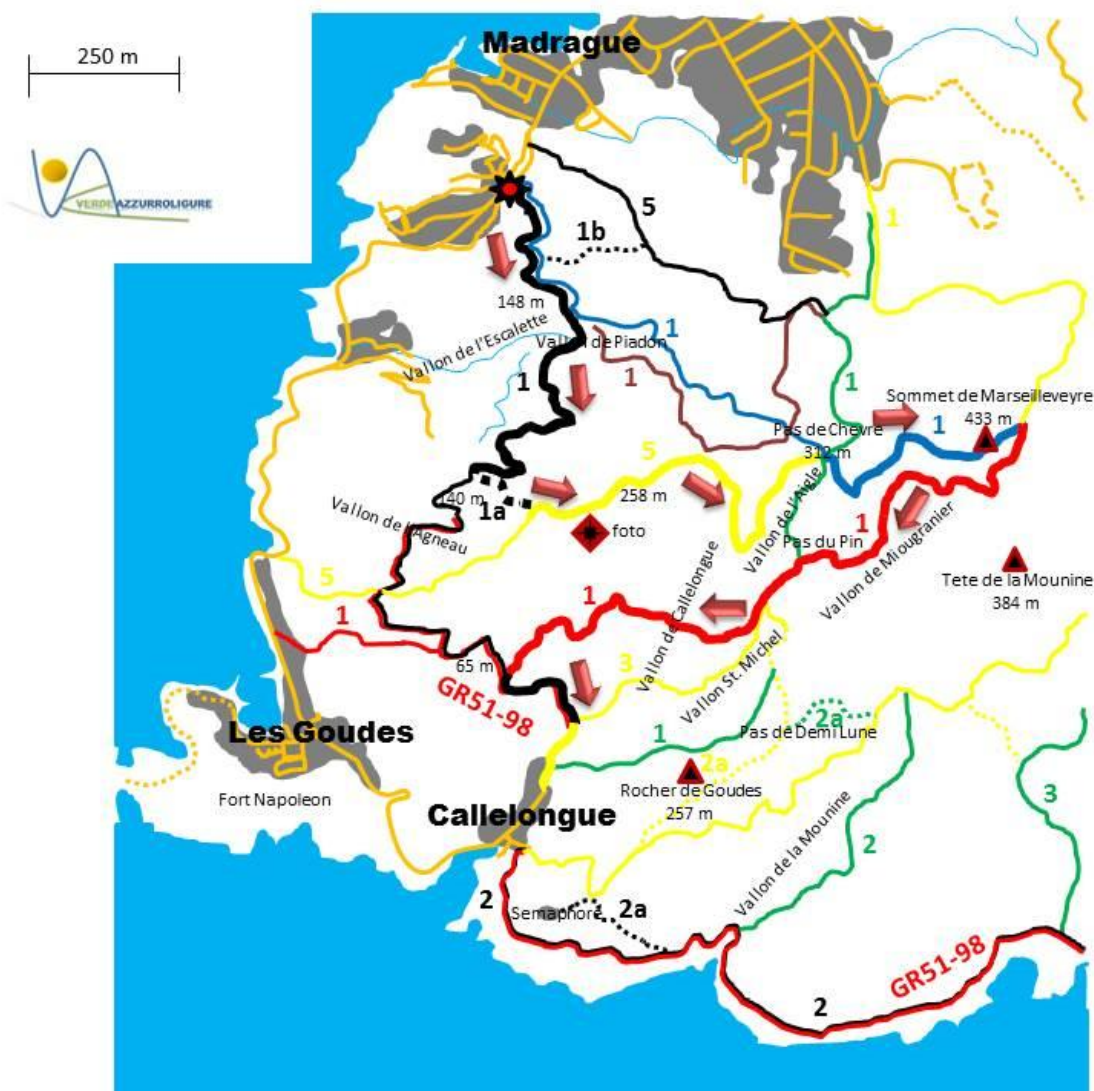 Madrague
250 m
VERDEAZZURROLIGURE
5
1
1b
148 m
Vallon de l'Escalette
Vallon de Piadon
1
1
1
1
Sommet de Marseilleveyre
433 m
1
Pas de Chevre
312 m
5
40 m
1a
258 m
Vallon de l'Agneau
foto
Vallon de l'Aigle
1
Pas du Pin
Vallon de Miougranier
Tete de la Mounine
384 m
5
1
1
Vallon de Callelongue
65 m
3
GR51-98
Vallon St. Michel
Les Goudes
1
2a
Pas de Demi Lune
2a
Rocher de Goudes
257 m
3
Fort Napoleon
Callelongue
2
Vallon de la Mounine
2
Semaphore
2a
GR51-98
2